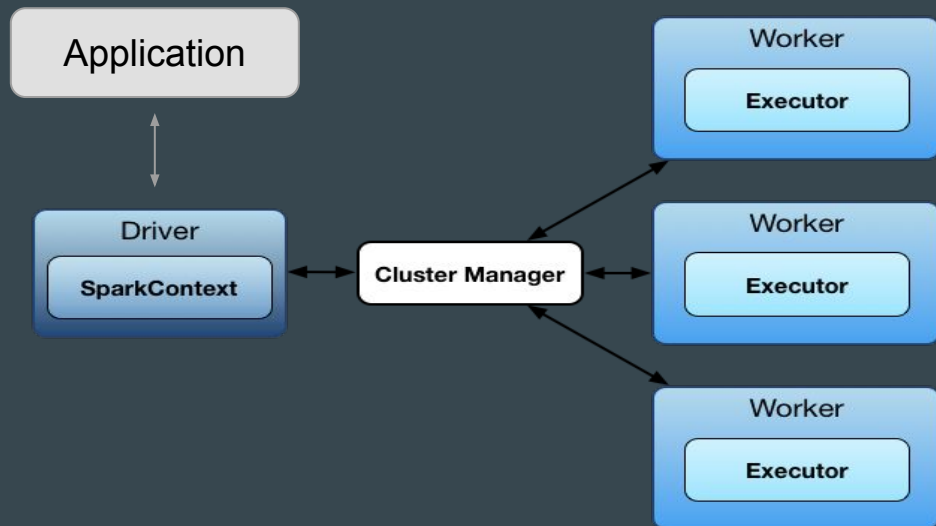 Application
Driver
SparkContext
Cluster Manager
Worker
Executor
Worker
Executor
Worker
Executor